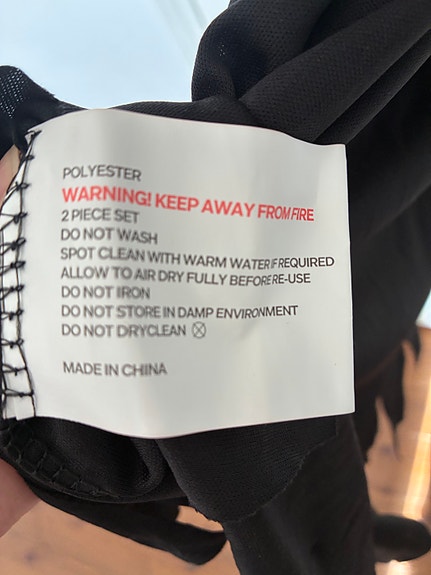 POLYESTER
WARNING! KEEP AWAY FROM FIRE
2 PIECE SET
DO NOT WASH
SPOT CLEAN WITH WARM WATER IF REQUIRED
ALLOW TO AIR DRY FULLY BEFORE RE-USE
DO NOT IRON
DO NOT STORE IN DAMP ENVIRONMENT
DO NOT DRYCLEAN
MADE IN CHINA